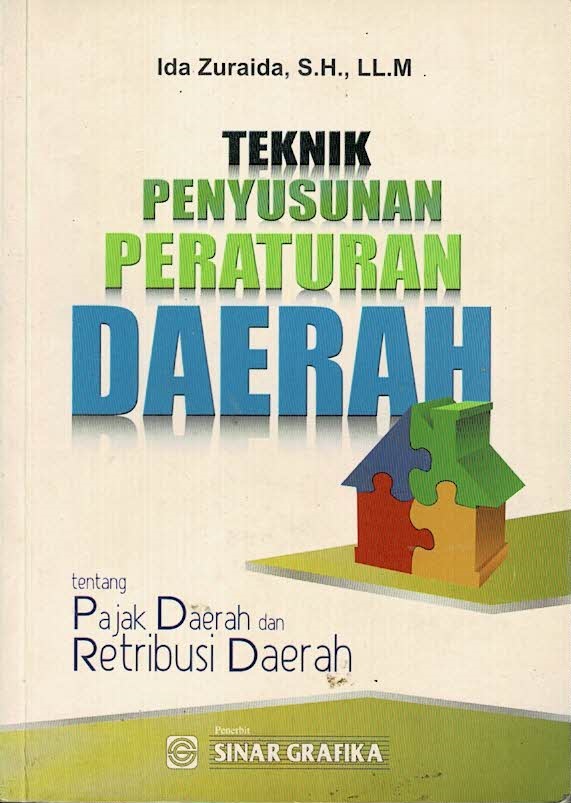 Ida Zuraida, S.H., LL.M
TEKNIK
PENYUSUNAN
PERATURAN
DAERAH
tentang
Pajak Daerah dan
Retribusi Daerah
Penerbit
SINAR GRAFIKA